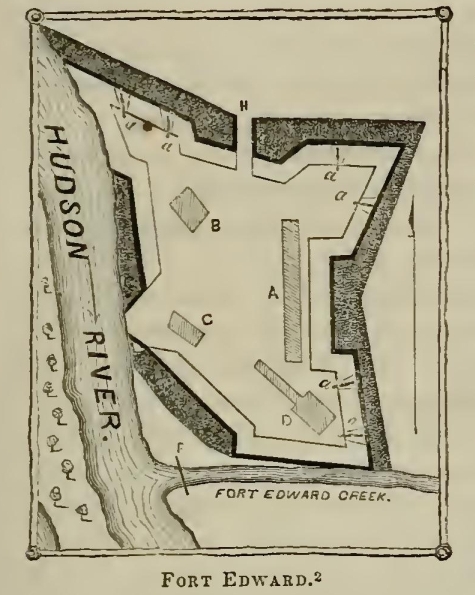 H
a
a
a
a
B
A
C
a
D
a
F
HUDSON RIVER.
FORT EDWARD CREEK.
FORT EDWARD.²